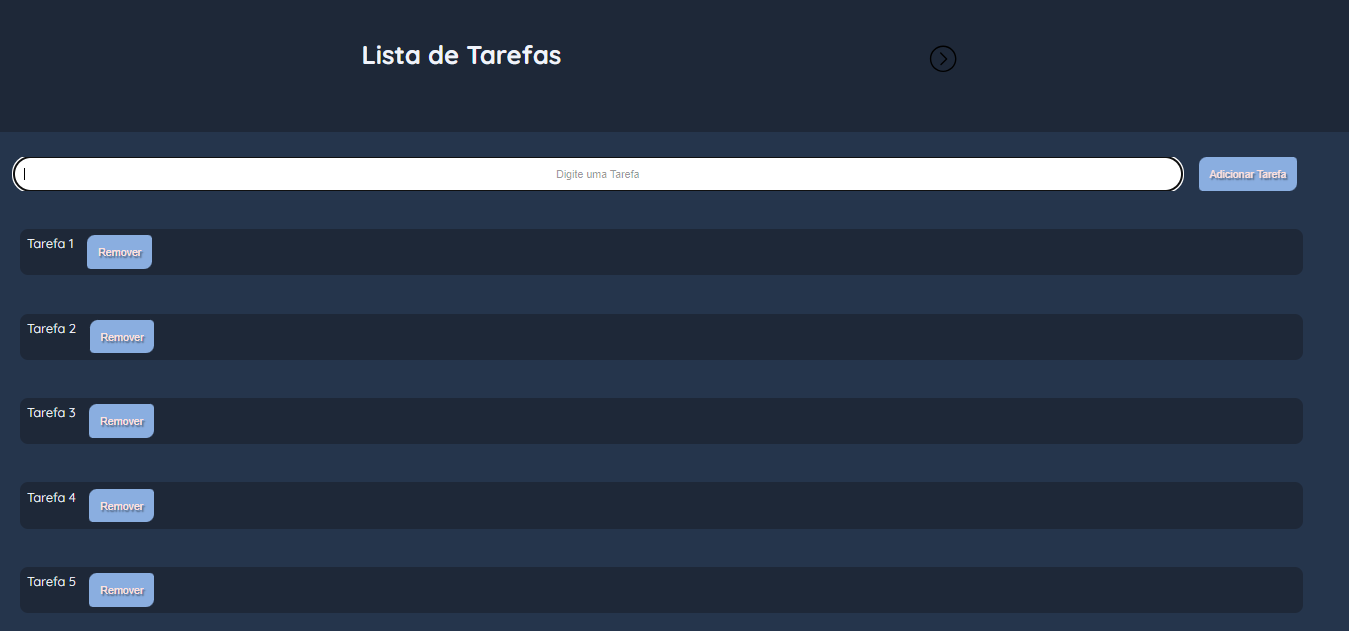 Lista de Tarefas
Digite uma Tarefa
Adicionar Tarefa
Tarefa 1
Remover
Tarefa 2
Remover
Tarefa 3
Remover
Tarefa 4
Remover
Tarefa 5
Remover